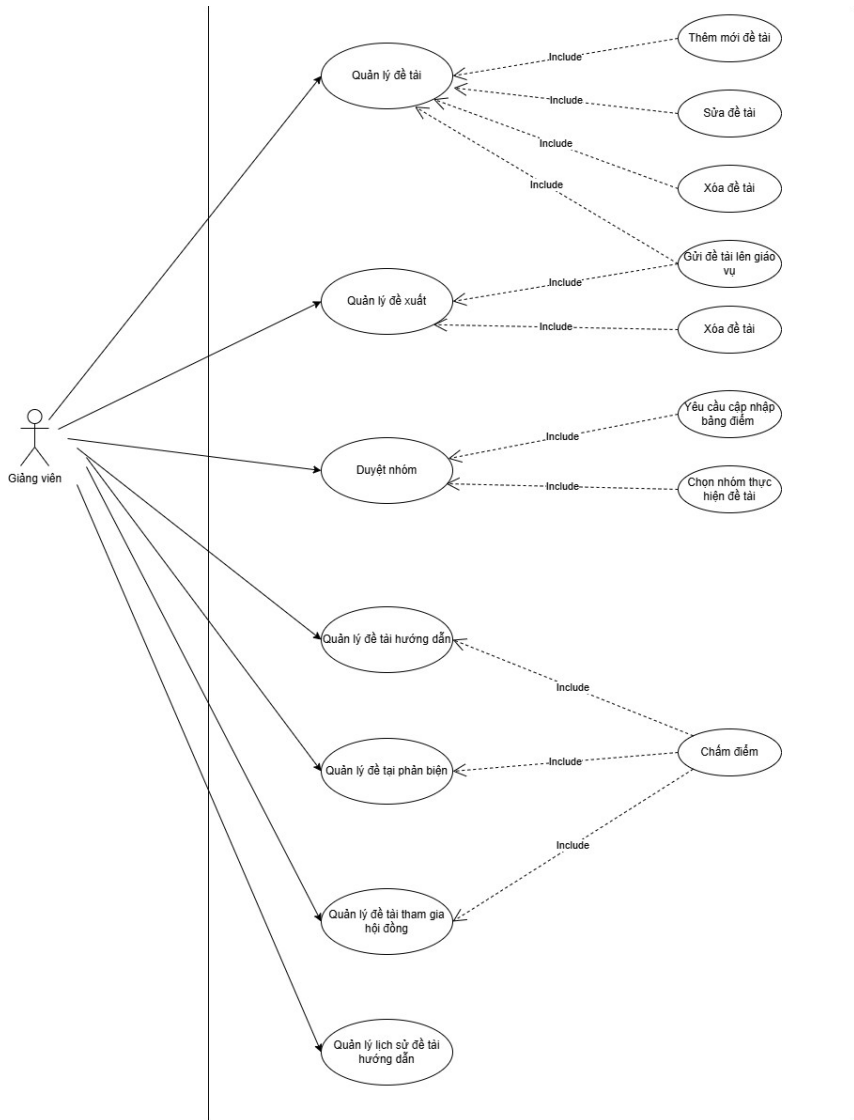 Thêm mới đề tài
Include
Quản lý đề tài
Include
Sửa đề tài
Include
Xóa đề tài
Include
Gửi đề tài lên giáo
vụ
Include
Quản lý đề xuất
Include
Xóa đề tài
Yêu cầu cập nhập
bảng điểm
Include
Duyệt nhóm
Include
Chọn nhóm thực
hiện đề tài
Giảng viên
Quản lý đề tài hướng dẫn
Include
Chấm điểm
Include
Quản lý đề tại phản biện
Include
Quản lý đề tài tham gia
hội đồng
Quản lý lịch sử đề tài
hướng dẫn